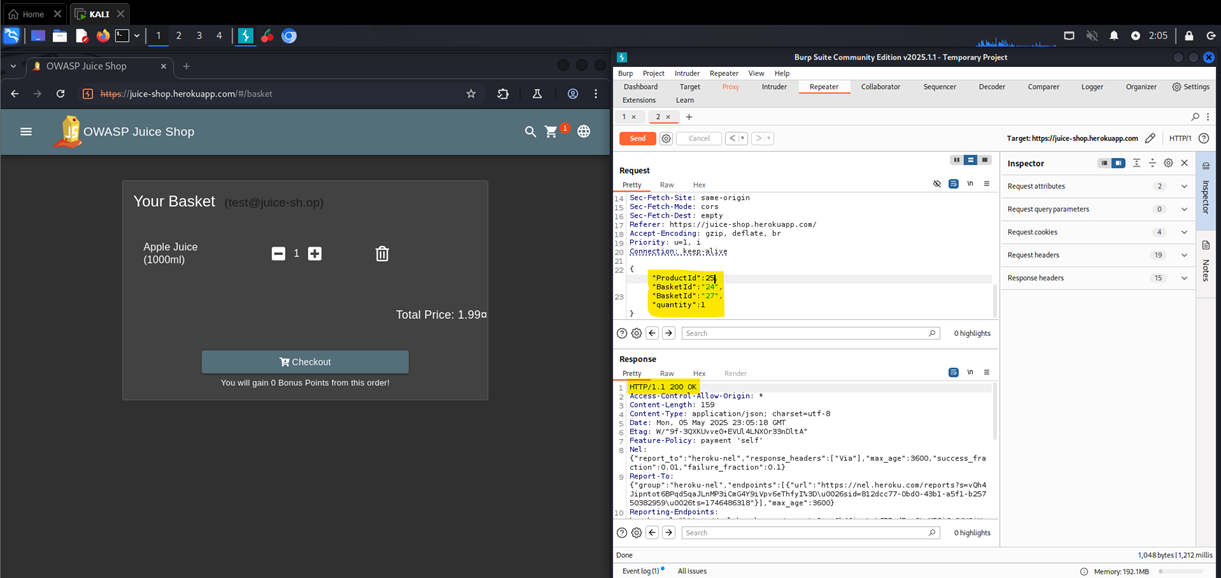 Home
KALI
1 2 3 4
2:05
OWASP Juice Shop
https://juice-shop.herokuapp.com/#/basket
OWASP Juice Shop
1
Your Basket (test@juice-sh.op)
Apple Juice
(1000ml)
1
Total Price: 1.99¤
Checkout
You will gain 0 Bonus Points from this order!
Burp Suite Community Edition v2025.1.1 - Temporary Project
Burp Project Intruder Repeater View Help
Dashboard Target Proxy Intruder Repeater Collaborator Sequencer Decoder Comparer Logger Organizer Settings
Extensions Learn
1 2
Send Cancel Target: https://juice-shop.herokuapp.com HTTP/1
Request
Pretty Raw Hex
14 Sec-Fetch-Site: same-origin
15 Sec-Fetch-Mode: cors
16 Sec-Fetch-Dest: empty
17 Referer: https://juice-shop.herokuapp.com/
18 Accept-Encoding: gzip, deflate, br
19 Priority: u=1, i
20 Connection: keep-alive
21
22 {
"ProductId":25,
"BasketId":"24",
23 "BasketId":"27",
"quantity":1
}
Search 0 highlights
Response
Pretty Raw Hex Render
1 HTTP/1.1 200 OK
2 Access-Control-Allow-Origin: *
3 Content-Length: 159
4 Content-Type: application/json; charset=utf-8
5 Date: Mon, 05 May 2025 23:05:18 GMT
6 Etag: W/"9f-3QXKUvve0+EVUl4LNXOr33nDltA"
7 Feature-Policy: payment 'self'
8 Nel:
{"report_to":"heroku-nel","response_headers":["Via"],"max_age":3600,"success_fra
ction":0.01,"failure_fraction":0.1}
9 Report-To:
{"group":"heroku-nel","endpoints":[{"url":"https://nel.heroku.com/reports?s=vQh4
Jipntot6BPqd5qaJLnMP3iCmG4Y9iVpv6eThfyI%3D\u0026sid=812dcc77-0bd0-43b1-a5f1-b257
50382959\u0026ts=1746486318"}],"max_age":3600}
10 Reporting-Endpoints:
Search 0 highlights
Done 1,048 bytes | 1,212 millis
Event log (1) All issues Memory: 192.1MB
Inspector
Request attributes 2
Request query parameters 0
Request cookies 4
Request headers 19
Response headers 15
Inspector
Notes